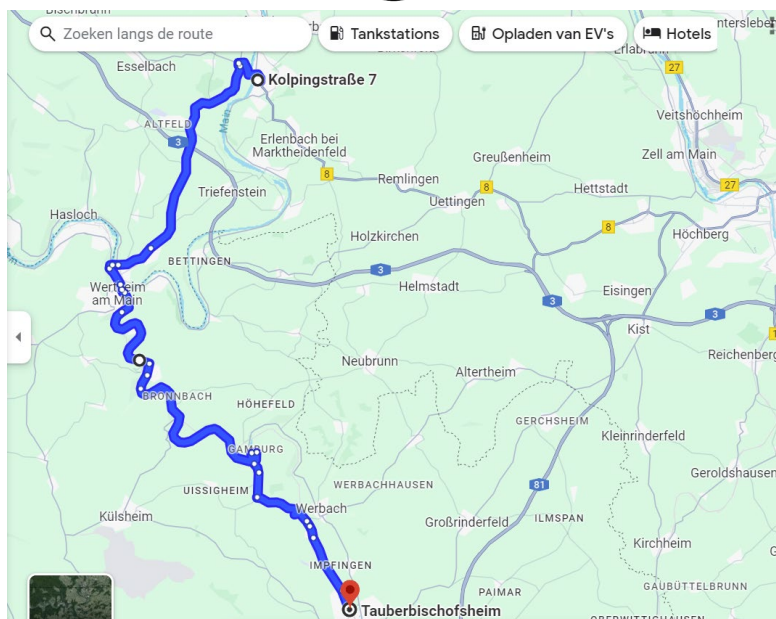 Zoeken langs de route
Tankstations
Opladen van EV's
Hotels
Esselbach
Kolpingstraße 7
27
Veitshöchheim
ALTFELD
Main
3
Erlenbach bei
Marktheidenfeld
Greußenheim
Zell am Main
8
Remlingen
8
27
Triefenstein
Hettstadt
Uettingen
Hasloch
8
Höchberg
Holzkirchen
BETTINGEN
3
Helmstadt
Eisingen
Wertheim
am Main
3
3
Kist
Neubrunn
Reichenberg
Altertheim
BRONNBACH
HÖHEFELD
GERCHSHEIM
Kleinrinderfeld
GAMBURG
Geroldshausen
WERBACHHAUSEN
81
UISSIGHEIM
Külsheim
Werbach
Großrinderfeld
ILMSPAN
Kirchheim
IMPFINGEN
PAIMAR
GAUBÜTTELBRUNN
Tauberbischofsheim